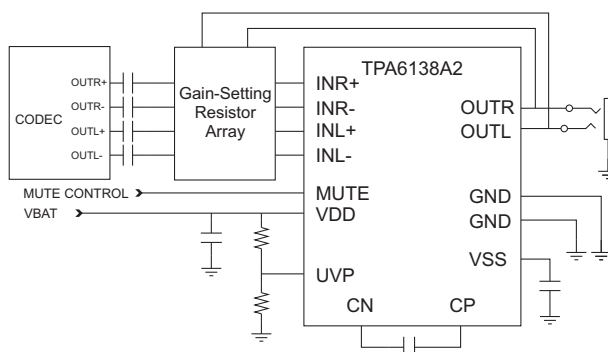 TPA6138A2
CODEC
OUTR+
OUTR-
OUTL+
OUTL-
Gain-Setting
Resistor
Array
INR+
INR-
INL+
INL-
OUTR
OUTL
MUTE CONTROL
MUTE
VBAT
VDD
GND
GND
UVP
VSS
CN
CP